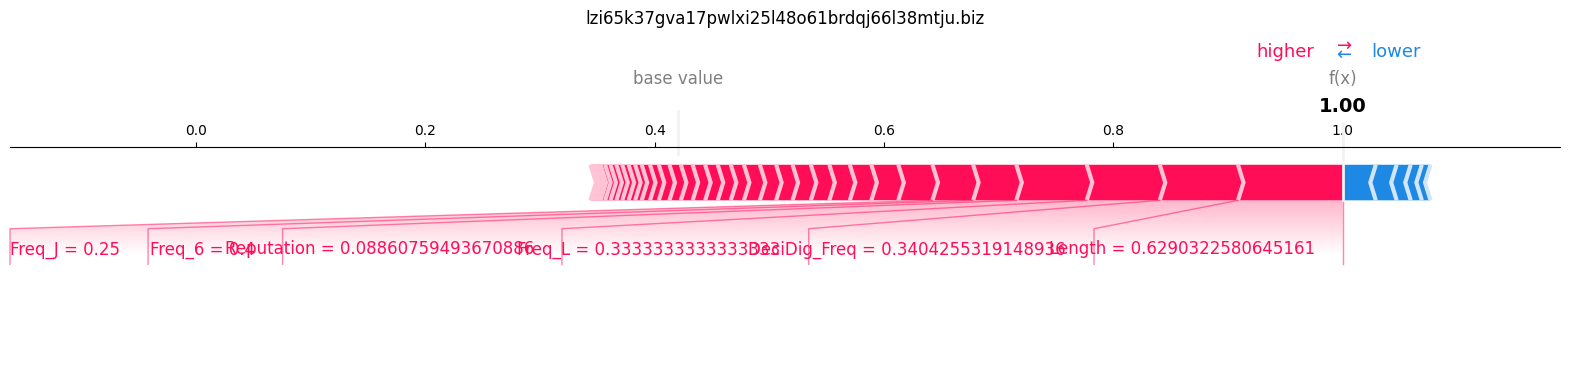 lzi65k37gva17pwlxi25l48o61brdqj66l38mtju.biz
higher ⇄ lower
base value f(x)
1.00
0.0 0.2 0.4 0.6 0.8 1.0
Freq_J = 0.25 Freq_6 = 0.4 Reputation = 0.08860759493670886 Freq_L = 0.3333333333333333 DeciDig_Freq = 0.3404255319148936 Length = 0.6290322580645161